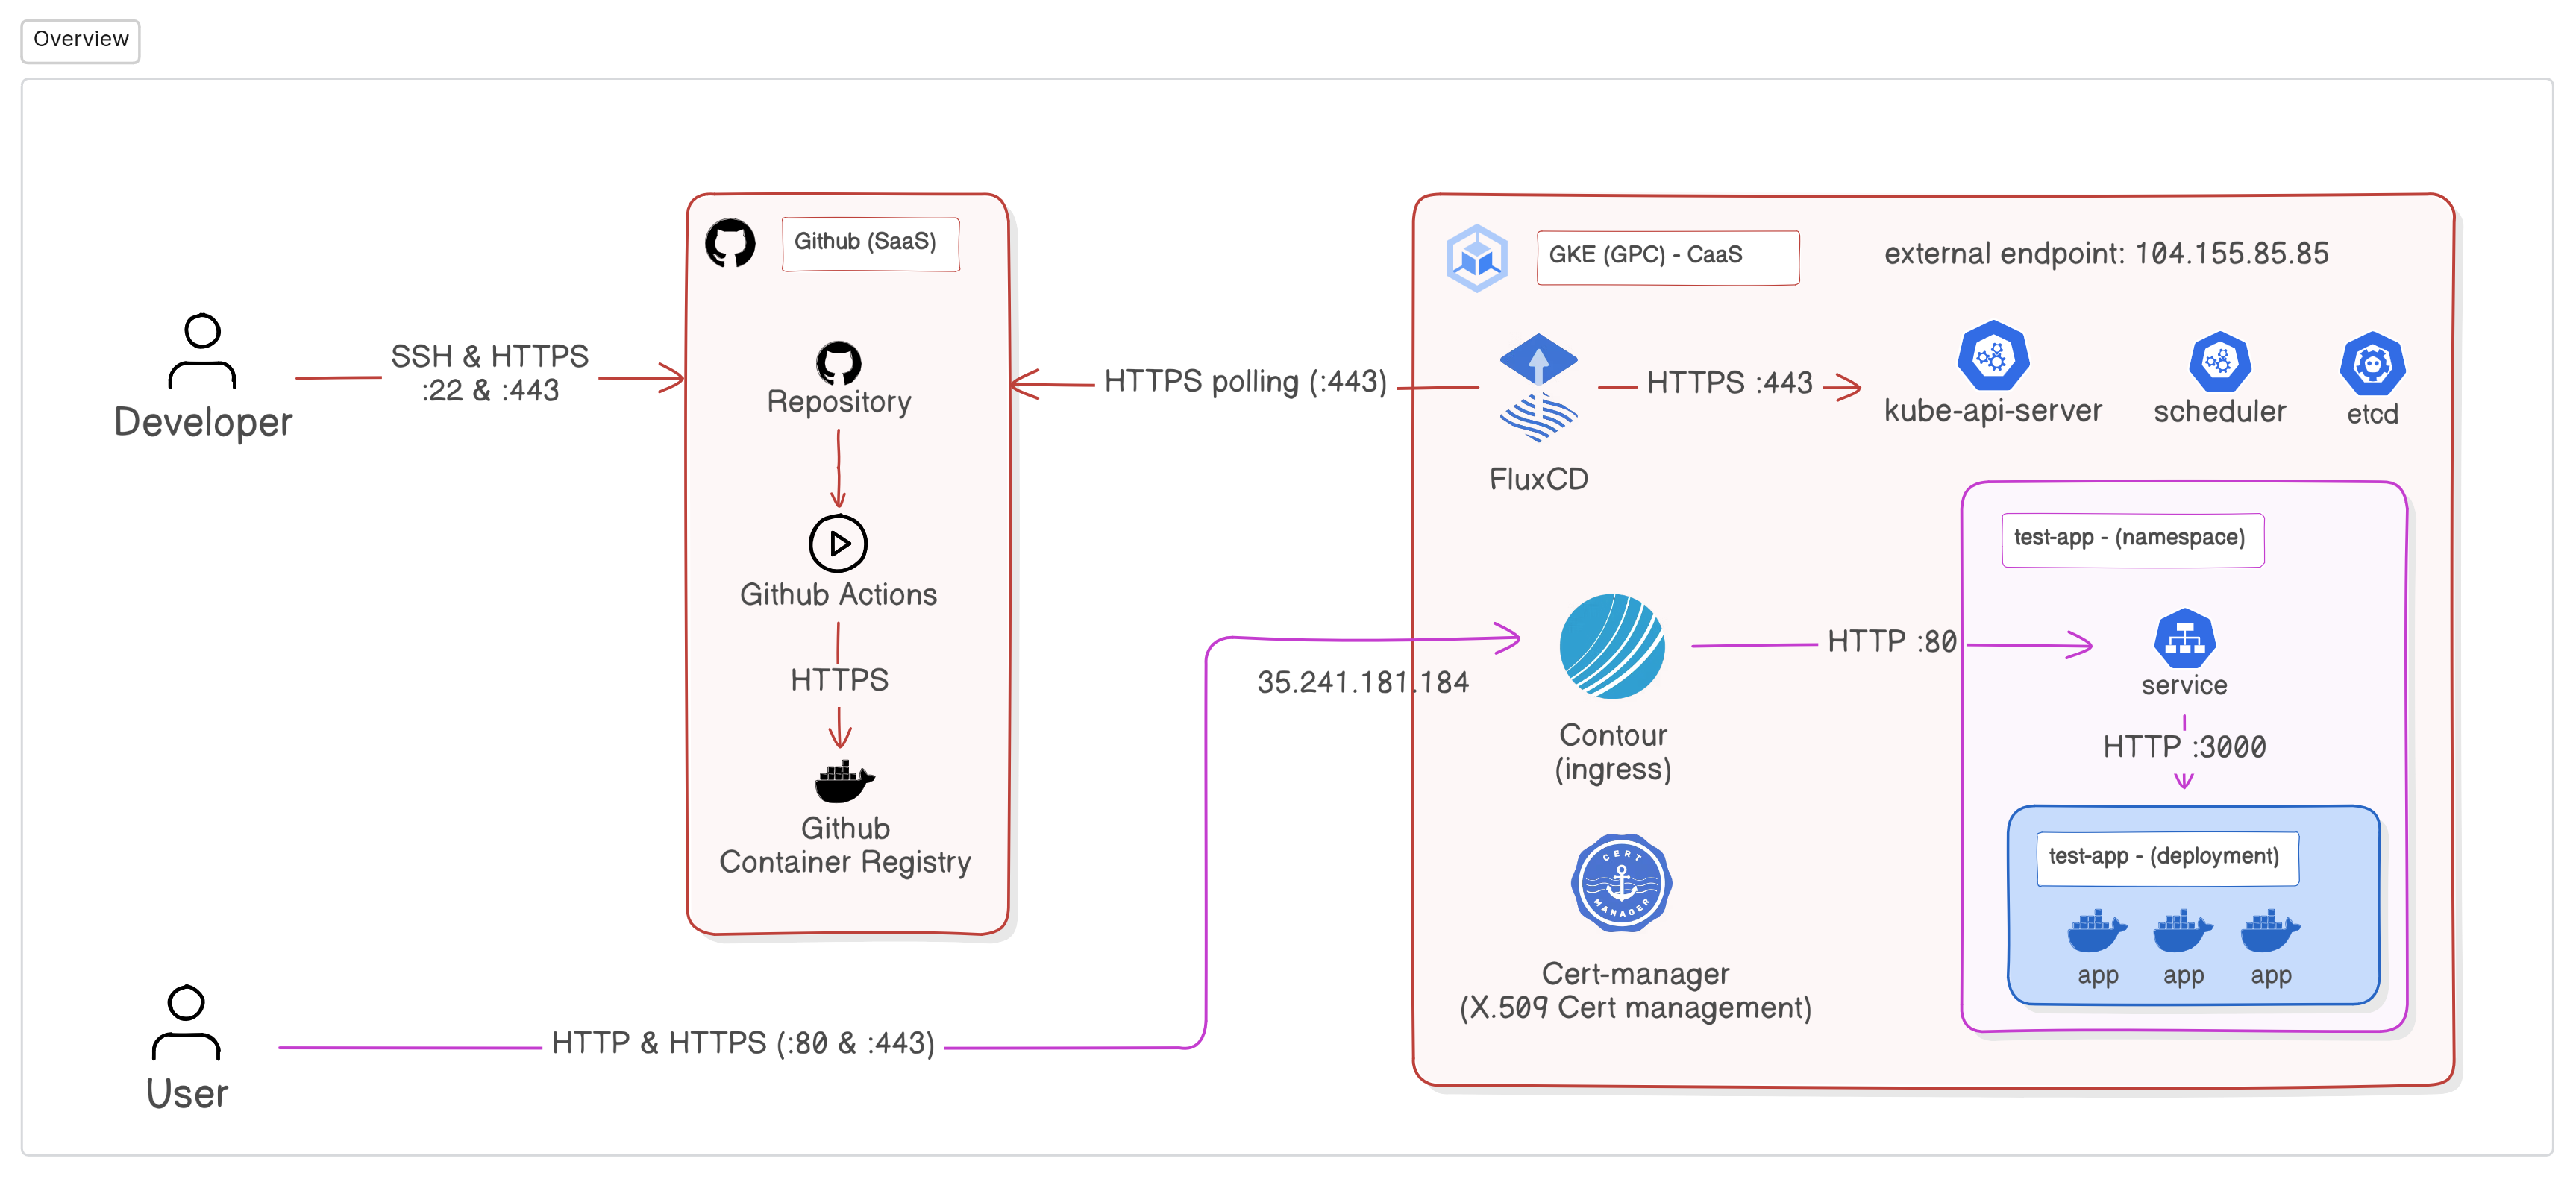 Overview
Github (SaaS)
GKE (GPC) - CaaS
external endpoint: 104.155.85.85
Developer
SSH & HTTPS
:22 & :443
Repository
HTTPS polling (:443)
FluxCD
HTTPS :443
kube-api-server
scheduler
etcd
Github Actions
HTTPS
Github
Container Registry
35.241.181.184
Contour
(ingress)
HTTP :80
test-app - (namespace)
service
HTTP :3000
test-app - (deployment)
app
app
app
CERT
MANAGER
Cert-manager
(X.509 Cert management)
User
HTTP & HTTPS (:80 & :443)